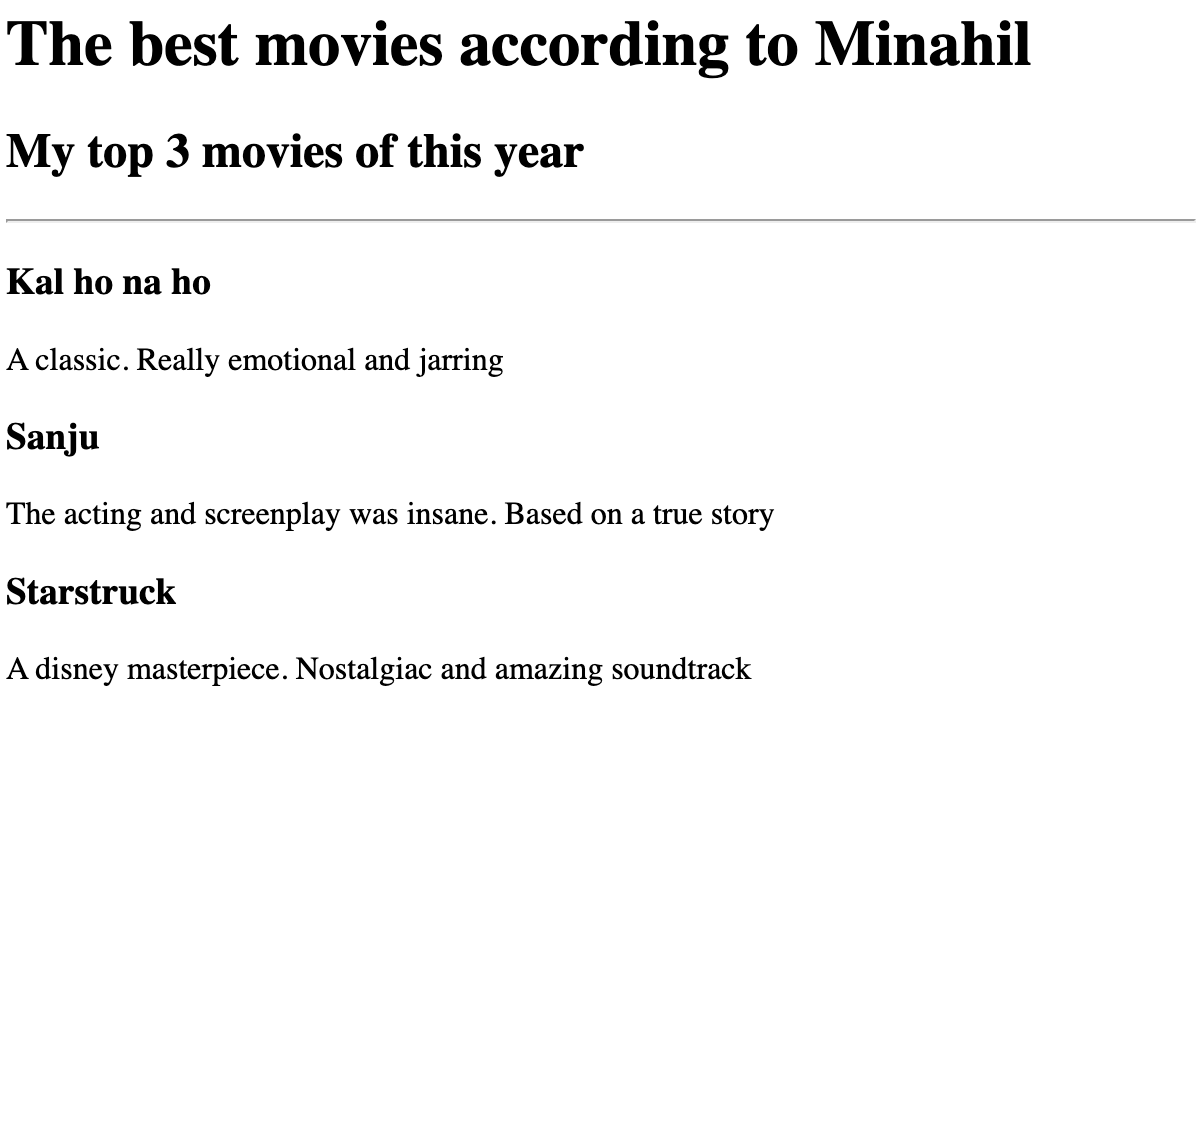 The best movies according to Minahil
My top 3 movies of this year
Kal ho na ho
A classic. Really emotional and jarring
Sanju
The acting and screenplay was insane. Based on a true story
Starstruck
A disney masterpiece. Nostalgiac and amazing soundtrack